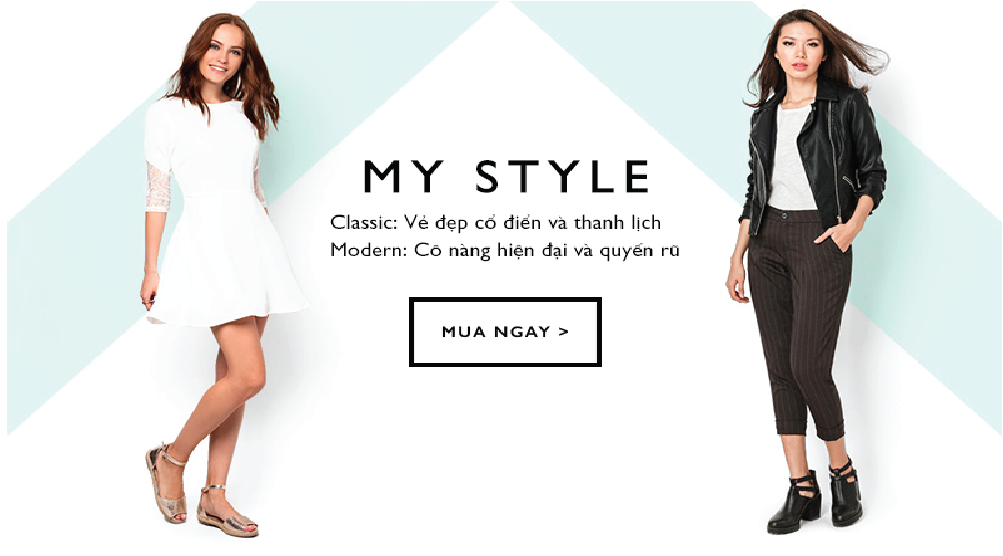 MY STYLE
Classic: Vẻ đẹp cổ điển và thanh lịch
Modern: Cô nàng hiện đại và quyến rũ
MUA NGAY >